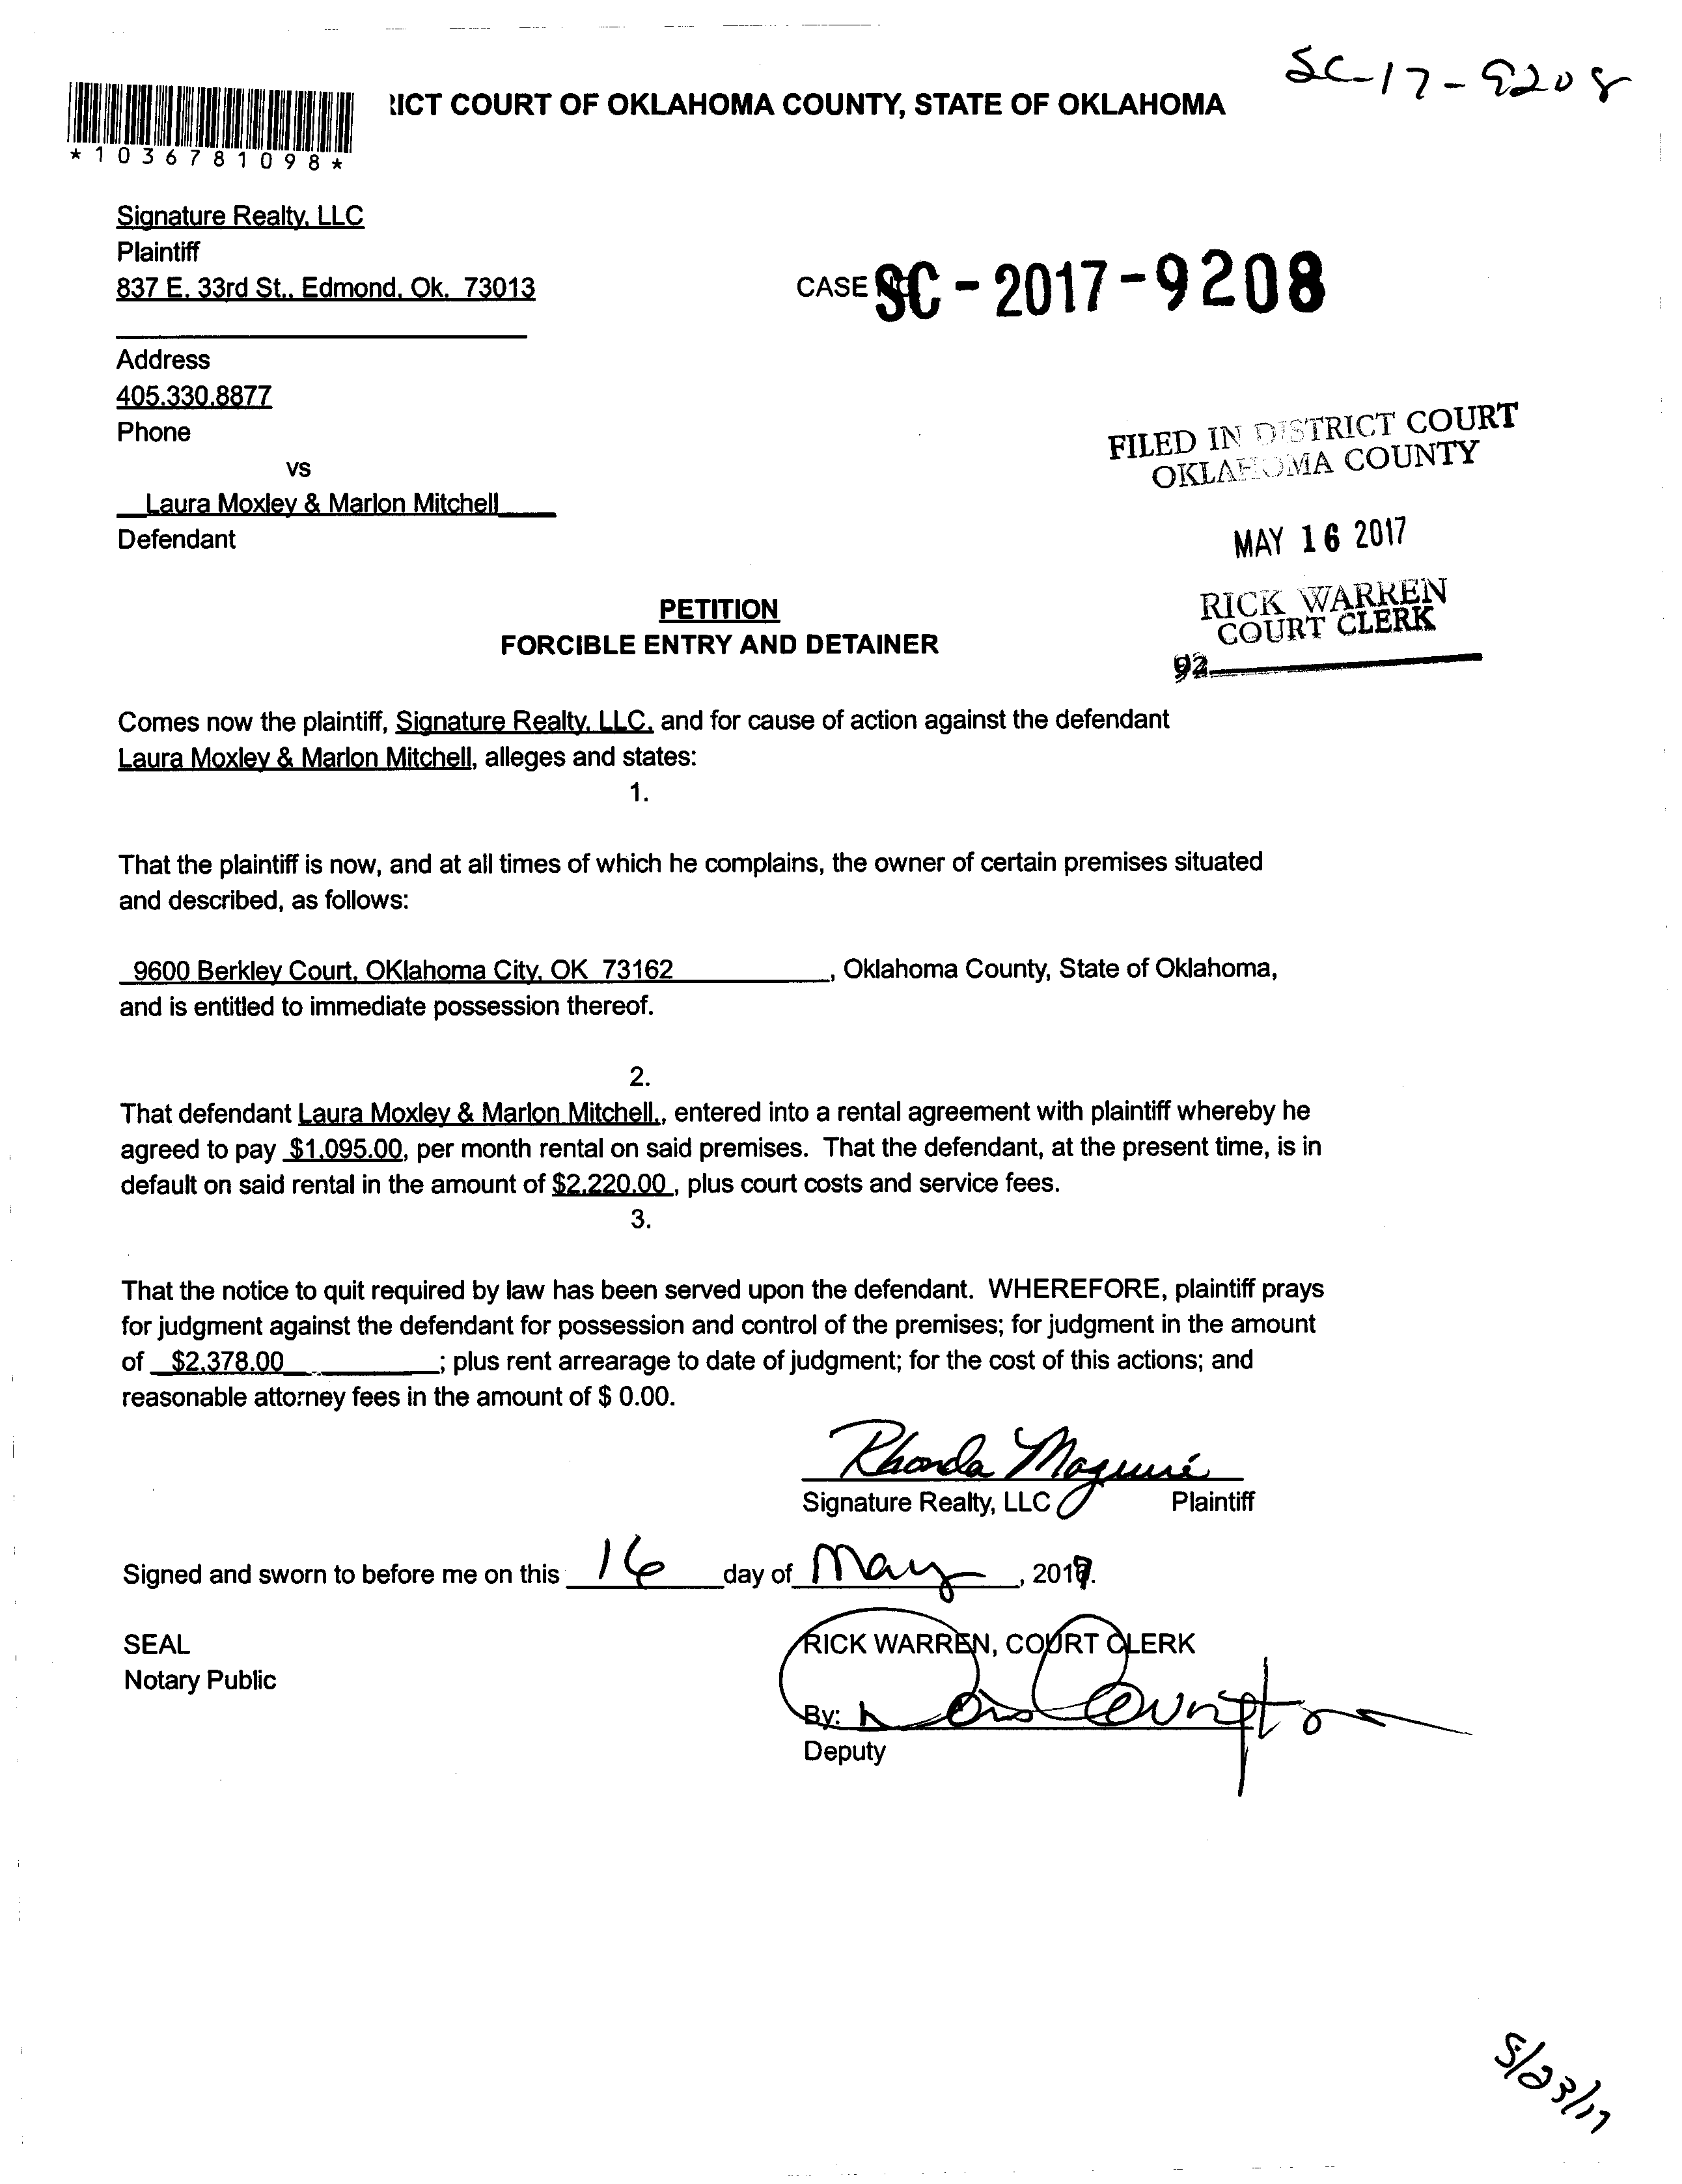 SC-17-9208
RICT COURT OF OKLAHOMA COUNTY, STATE OF OKLAHOMA
*1036781098*
Signature Realty, LLC
Plaintiff
837 E. 33rd St., Edmond, Ok. 73013
CASE SC-2017-9208
Address
405.330.8877
Phone
vs
Laura Moxley & Marlon Mitchell
Defendant
FILED IN DISTRICT COURT
OKLAHOMA COUNTY
MAY 16 2017
RICK WARREN
COURT CLERK
92
PETITION
FORCIBLE ENTRY AND DETAINER
Comes now the plaintiff, Signature Realty, LLC. and for cause of action against the defendant
Laura Moxley & Marlon Mitchell, alleges and states:
1.
That the plaintiff is now, and at all times of which he complains, the owner of certain premises situated
and described, as follows:
9600 Berkley Court, OKlahoma City, OK 73162, Oklahoma County, State of Oklahoma,
and is entitled to immediate possession thereof.
2.
That defendant Laura Moxley & Marlon Mitchell., entered into a rental agreement with plaintiff whereby he
agreed to pay $1,095.00, per month rental on said premises. That the defendant, at the present time, is in
default on said rental in the amount of $2,220.00, plus court costs and service fees.
3.
That the notice to quit required by law has been served upon the defendant. WHEREFORE, plaintiff prays
for judgment against the defendant for possession and control of the premises; for judgment in the amount
of $2,378.00; plus rent arrearage to date of judgment; for the cost of this actions; and
reasonable attorney fees in the amount of $ 0.00.
Rhonda Maguire
Signature Realty, LLC Plaintiff
Signed and sworn to before me on this 16 day of May, 2017.
SEAL
Notary Public
RICK WARREN, COURT CLERK
By:
Deputy
5/23/17